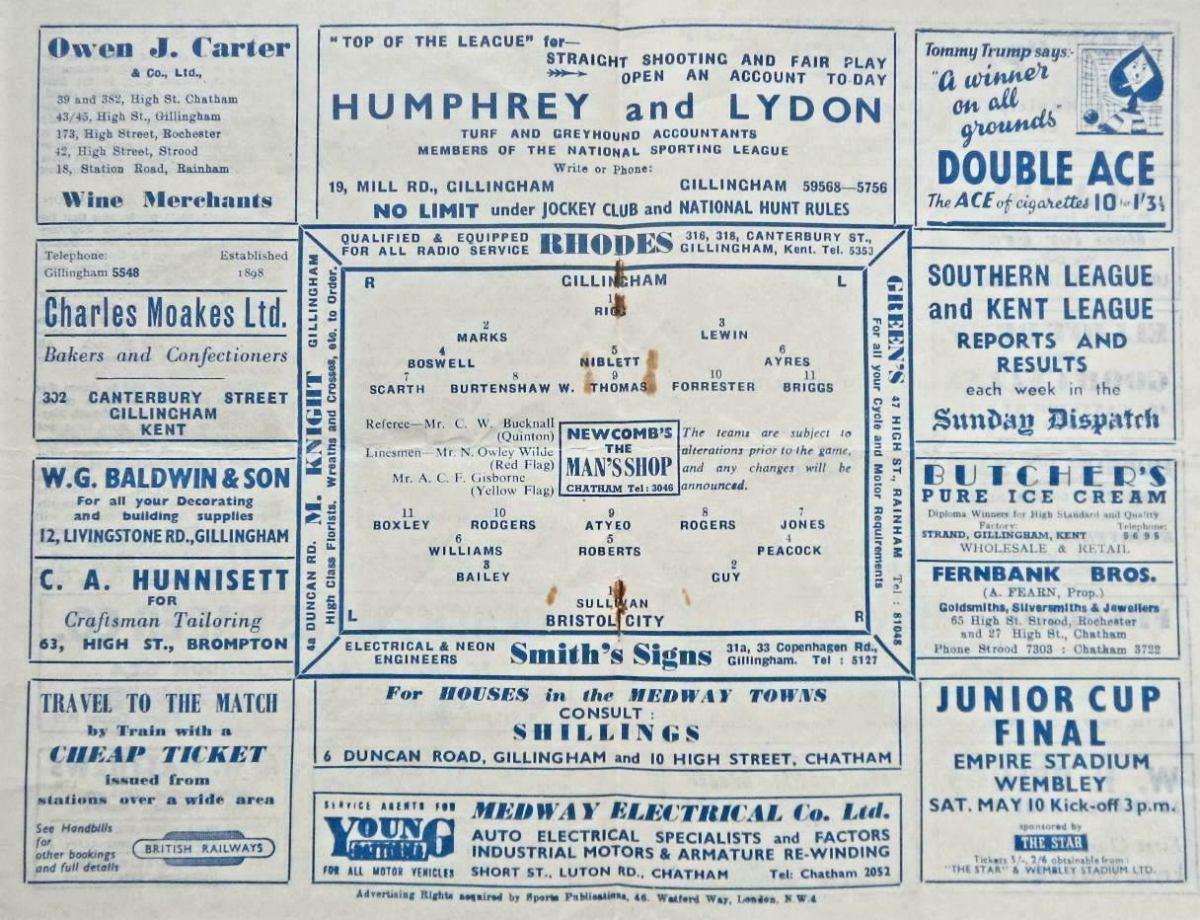 Owen J. Carter
& Co., Ltd.,
39 and 382, High St. Chatham
43/45, High St., Gillingham
173, High Street, Rochester
42, High Street, Strood
18, Station Road, Rainham
Wine Merchants
"TOP OF THE LEAGUE" for—
STRAIGHT SHOOTING AND FAIR PLAY
OPEN AN ACCOUNT TO-DAY
HUMPHREY and LYDON
TURF AND GREYHOUND ACCOUNTANTS
MEMBERS OF THE NATIONAL SPORTING LEAGUE
Write or Phone:
19, MILL RD., GILLINGHAM GILLINGHAM 59568—5756
NO LIMIT under JOCKEY CLUB and NATIONAL HUNT RULES
Tommy Trump says:-
"A winner
on all
grounds"
DOUBLE ACE
The ACE of cigarettes 10 for 1'3½
Telephone: Established
Gillingham 5548 1898
Charles Moakes Ltd.
Bakers and Confectioners
302 CANTERBURY STREET
GILLINGHAM
KENT
W.G. BALDWIN & SON
For all your Decorating
and building supplies
12, LIVINGSTONE RD., GILLINGHAM
C. A. HUNNISETT
FOR
Craftsman Tailoring
63, HIGH ST., BROMPTON
QUALIFIED & EQUIPPED RHODES 316, 318, CANTERBURY ST.,
FOR ALL RADIO SERVICE GILLINGHAM, Kent. Tel. 5353
4a DUNCAN RD. M. KNIGHT GILLINGHAM
High Class Florists, Wreaths and Crosses, etc. to Order.
R GILLINGHAM L
1
2 3
MARKS LEWIN
4 5 6
BOSWELL NIBLETT AYRES
7 8 9 10 11
SCARTH BURTENSHAW W. THOMAS FORRESTER BRIGGS
Referee—Mr. C. W. Bucknall
(Quinton)
Linesmen—Mr. N. Owley Wilde
(Red Flag)
Mr. A. C. F. Gisborne
(Yellow Flag)
NEWCOMB'S
THE
MAN'S SHOP
CHATHAM Tel: 3046
The teams are subject to
alterations prior to the game,
and any changes will be
announced.
11 10 9 8 7
BOXLEY RODGERS ATYEO ROGERS JONES
6 5 4
WILLIAMS ROBERTS PEACOCK
3 2
BAILEY GUY
1
SULLIVAN
L BRISTOL CITY R
GREEN'S 47 HIGH ST., RAINHAM Tel: 81048
For all your Cycle and Motor Requirements
ELECTRICAL & NEON
ENGINEERS
Smith's Signs
31a, 33 Copenhagen Rd.,
Gillingham. Tel : 5127
SOUTHERN LEAGUE
and KENT LEAGUE
REPORTS AND
RESULTS
each week in the
Sunday Dispatch
BUTCHER'S
PURE ICE CREAM
Diploma Winners for High Standard and Quality
Factory: Telephone:
STRAND, GILLINGHAM, KENT 5695
WHOLESALE & RETAIL
FERNBANK BROS.
(A. FEARN, Prop.)
Goldsmiths, Silversmiths & Jewellers
65 High St. Strood, Rochester
and 27 High St., Chatham
Phone Strood 7303 : Chatham 3722
TRAVEL TO THE MATCH
by Train with a
CHEAP TICKET
issued from
stations over a wide area
See Handbills
for
other bookings
and full details
BRITISH RAILWAYS
For HOUSES in the MEDWAY TOWNS
CONSULT :
SHILLINGS
6 DUNCAN ROAD, GILLINGHAM and 10 HIGH STREET, CHATHAM
SERVICE AGENTS FOR
YOUNG
FOR ALL MOTOR VEHICLES
MEDWAY ELECTRICAL Co. Ltd.
AUTO ELECTRICAL SPECIALISTS and FACTORS
INDUSTRIAL MOTORS & ARMATURE RE-WINDING
SHORT ST., LUTON RD., CHATHAM Tel: Chatham 2052
JUNIOR CUP
FINAL
EMPIRE STADIUM
WEMBLEY
SAT. MAY 10 Kick-off 3 p.m.
sponsored by
THE STAR
Tickets 5/-, 2/6 obtainable from :
"THE STAR" & WEMBLEY STADIUM LTD.
Advertising Rights acquired by Sports Publications, 46, Watford Way, London, N.W.4